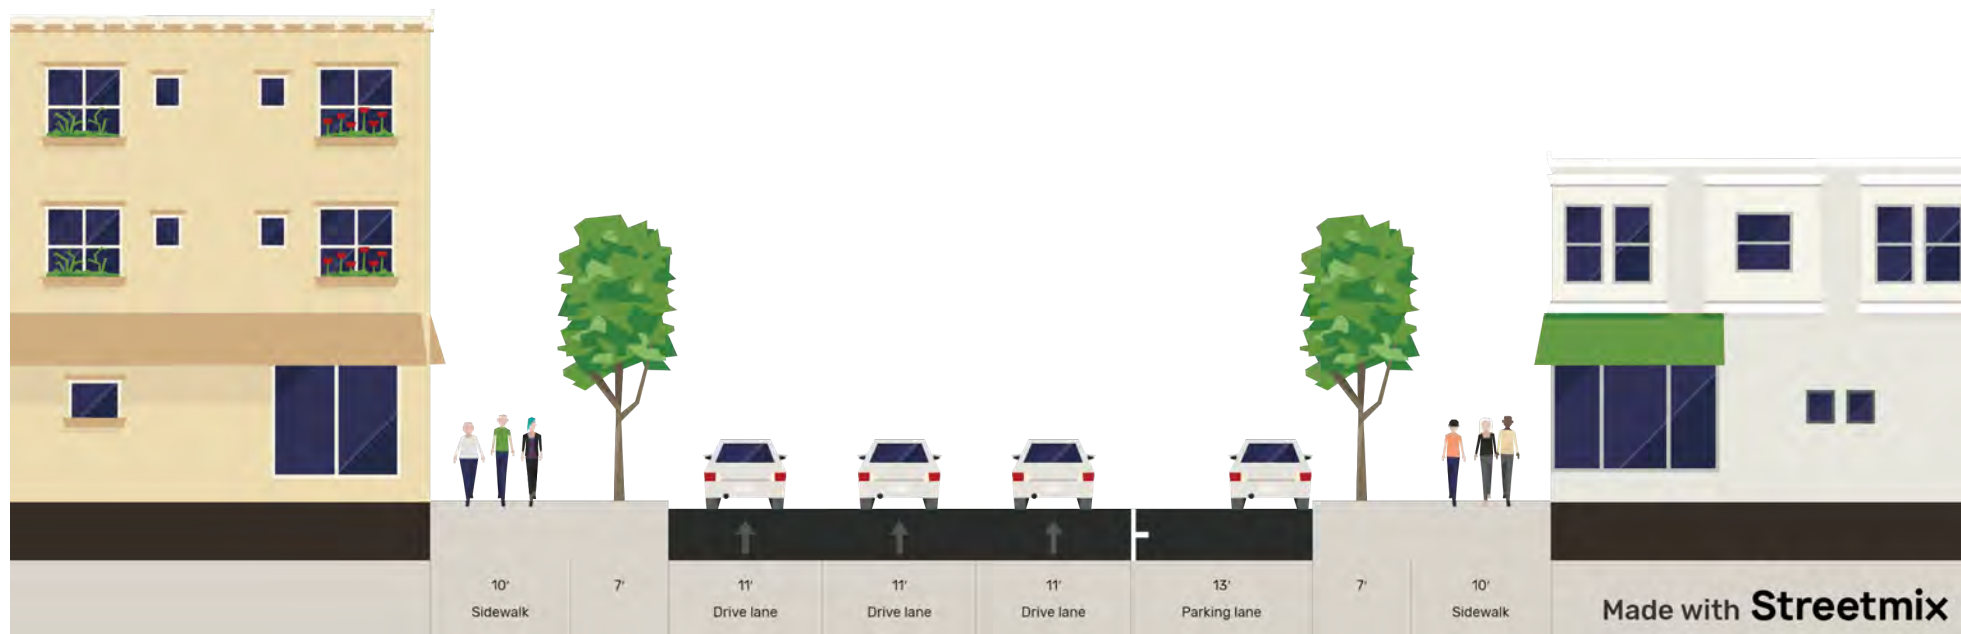 10' 7' 11' 11' 11' 13' 7' 10'
Sidewalk Drive lane Drive lane Drive lane Parking lane Sidewalk
Made with Streetmix